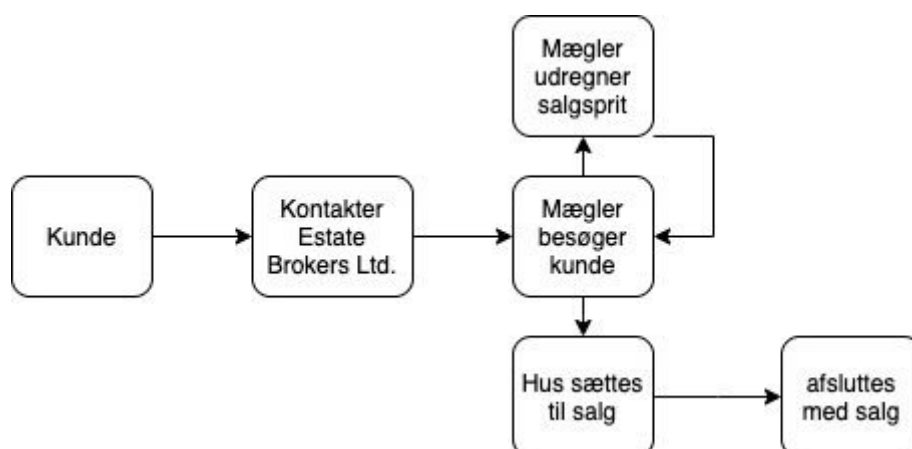 Mægler
udregner
salgsprit
Kunde
Kontakter
Estate
Brokers Ltd.
Mægler
besøger
kunde
Hus sættes
til salg
afsluttes
med salg